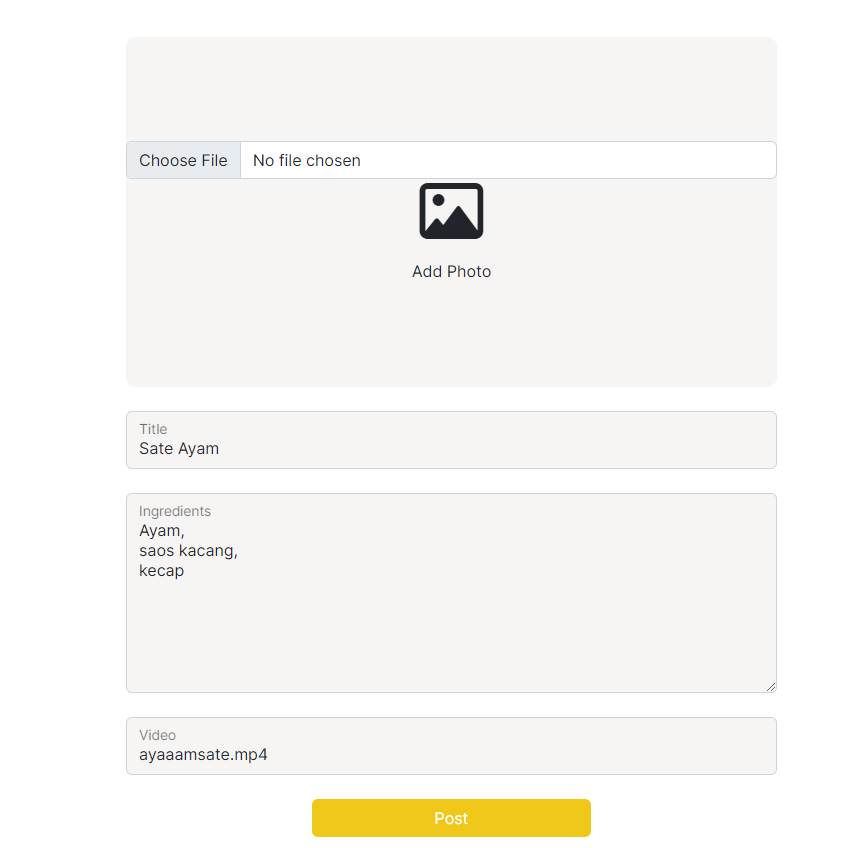 Choose File No file chosen
Add Photo
Title
Sate Ayam
Ingredients
Ayam,
saos kacang,
kecap
Video
ayaaamsate.mp4
Post